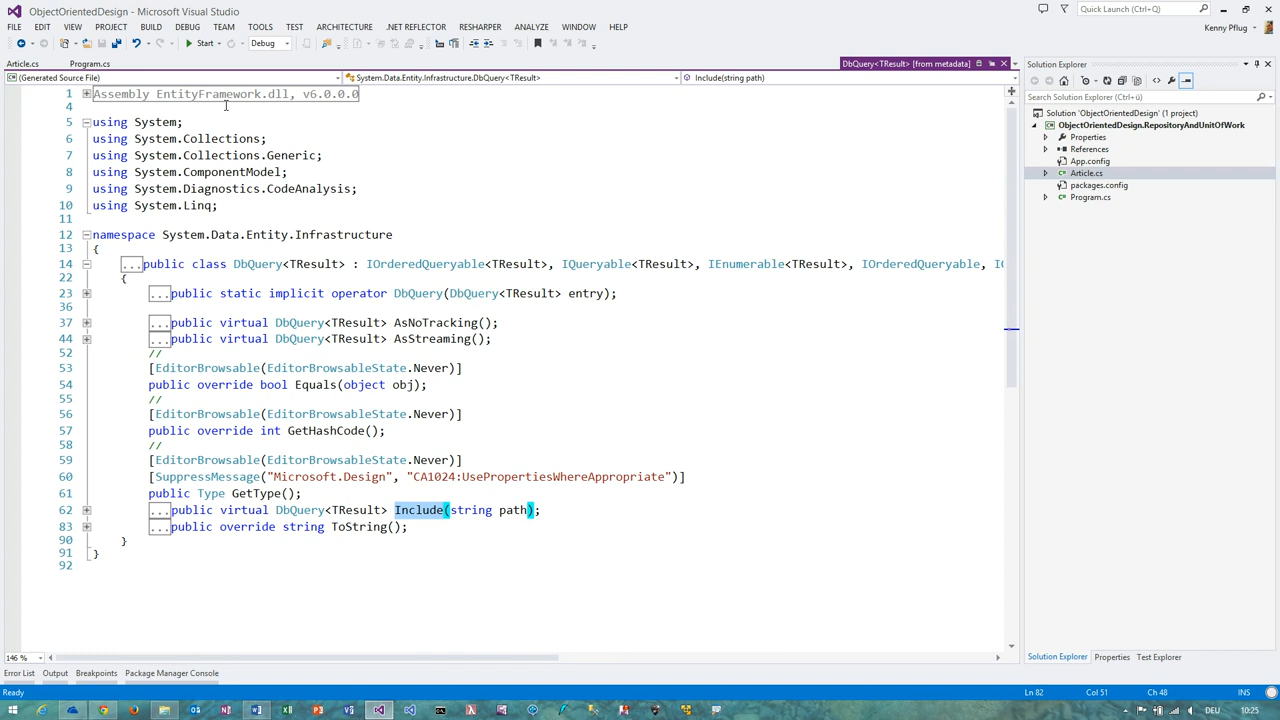 ObjectOrientedDesign - Microsoft Visual Studio
Quick Launch (Ctrl+Q)
FILE EDIT VIEW PROJECT BUILD DEBUG TEAM TOOLS TEST ARCHITECTURE .NET REFLECTOR RESHARPER ANALYZE WINDOW HELP
Kenny Pflug
Start Debug
Article.cs Program.cs
DbQuery<TResult> [from metadata]
(Generated Source File) System.Data.Entity.Infrastructure.DbQuery<TResult> Include(string path)
1 Assembly EntityFramework.dll, v6.0.0.0
4
5 using System;
6 using System.Collections;
7 using System.Collections.Generic;
8 using System.ComponentModel;
9 using System.Diagnostics.CodeAnalysis;
10 using System.Linq;
11
12 namespace System.Data.Entity.Infrastructure
13 {
14 ...public class DbQuery<TResult> : IOrderedQueryable<TResult>, IQueryable<TResult>, IEnumerable<TResult>, IOrderedQueryable,
22 {
23 ...public static implicit operator DbQuery(DbQuery<TResult> entry);
36
37 ...public virtual DbQuery<TResult> AsNoTracking();
44 ...public virtual DbQuery<TResult> AsStreaming();
52 //
53 [EditorBrowsable(EditorBrowsableState.Never)]
54 public override bool Equals(object obj);
55 //
56 [EditorBrowsable(EditorBrowsableState.Never)]
57 public override int GetHashCode();
58 //
59 [EditorBrowsable(EditorBrowsableState.Never)]
60 [SuppressMessage("Microsoft.Design", "CA1024:UsePropertiesWhereAppropriate")]
61 public Type GetType();
62 ...public virtual DbQuery<TResult> Include(string path);
83 ...public override string ToString();
90 }
91 }
92
146 %
Solution Explorer
Search Solution Explorer (Ctrl+ü)
Solution 'ObjectOrientedDesign' (1 project)
ObjectOrientedDesign.RepositoryAndUnitOfWork
Properties
References
App.config
Article.cs
packages.config
Program.cs
Solution Explorer Properties Test Explorer
Error List Output Breakpoints Package Manager Console
Ready Ln 82 Col 51 Ch 48 INS
DEU 10:25